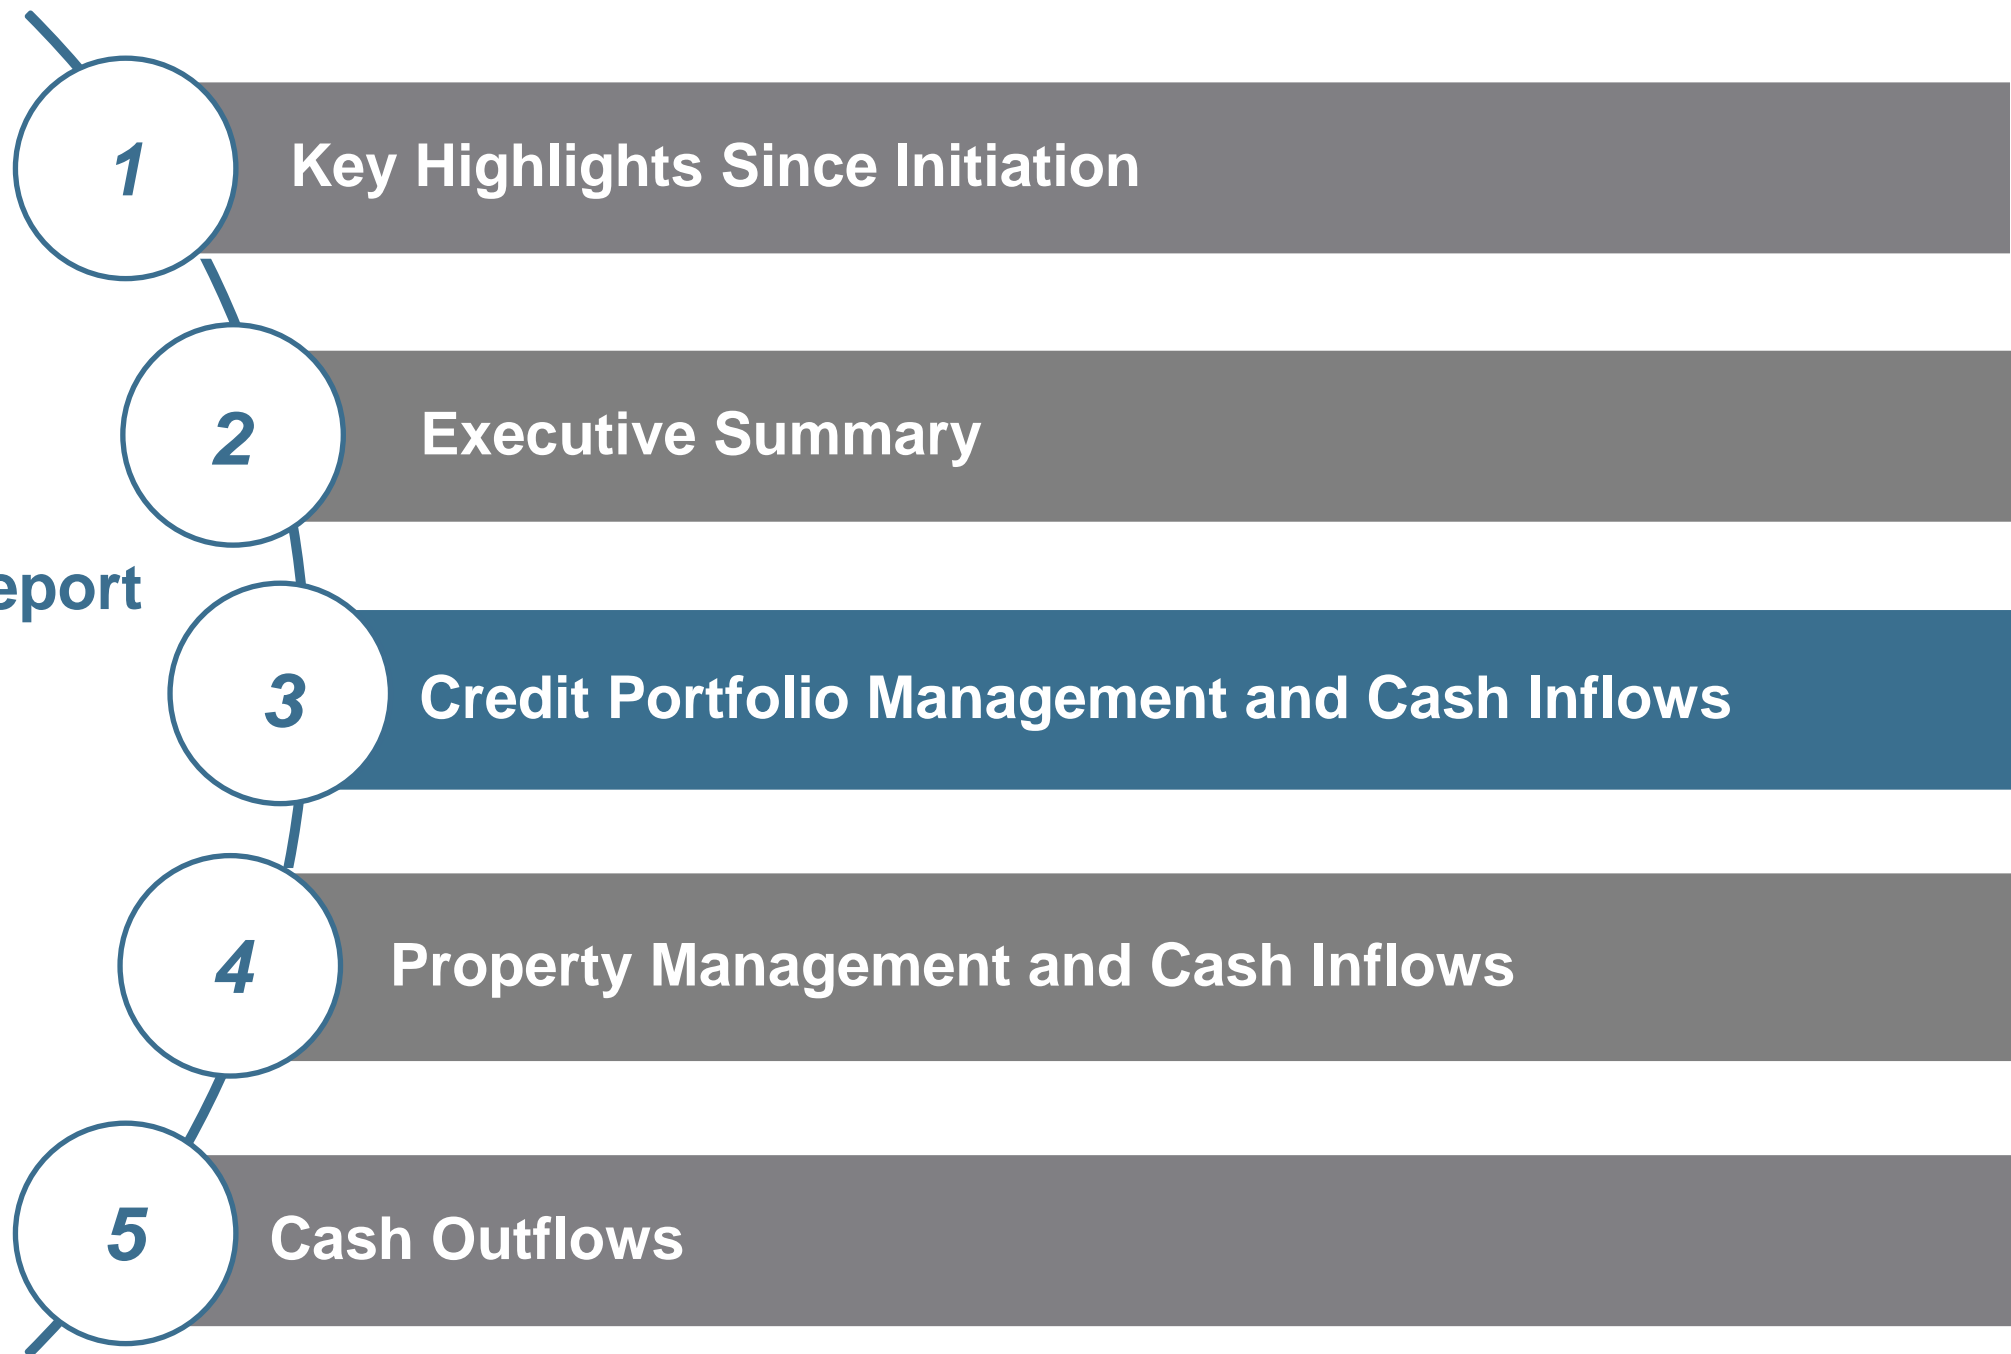 1
Key Highlights Since Initiation
2
Executive Summary
eport
3
Credit Portfolio Management and Cash Inflows
4
Property Management and Cash Inflows
5
Cash Outflows